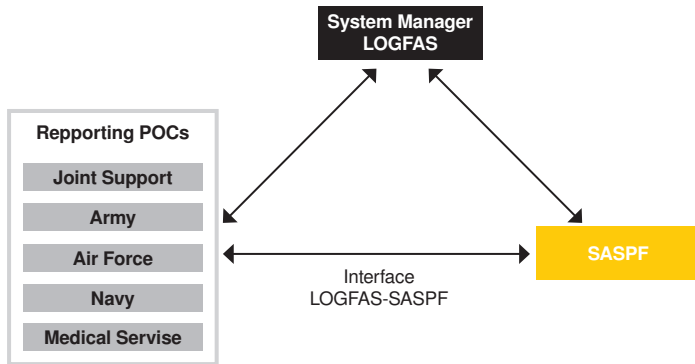 System Manager
LOGFAS
Repporting POCs
Joint Support
Army
Air Force
Navy
Medical Servise
SASPF
Interface
LOGFAS-SASPF